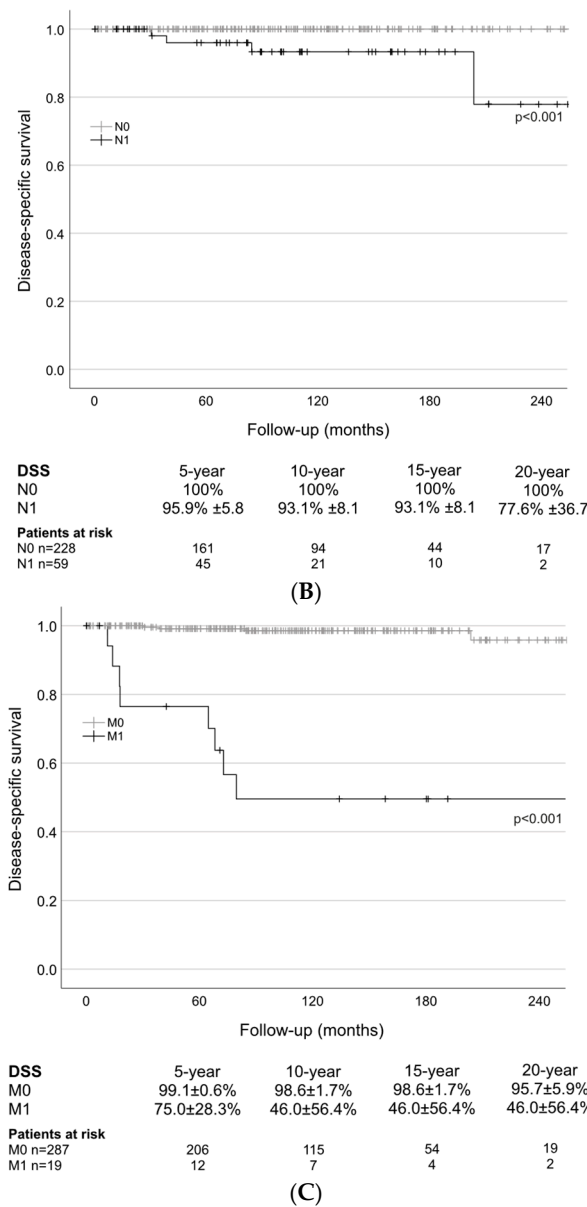 1.0
0.8
p<0.001
N0
N1
0.6
0.4
0.2
0.0
Disease-specific survival
0 60 120 180 240
Follow-up (months)
DSS 5-year 10-year 15-year 20-year
N0 100% 100% 100% 100%
N1 95.9% ±5.8 93.1% ±8.1 93.1% ±8.1 77.6% ±36.7
Patients at risk
N0 n=228 161 94 44 17
N1 n=59 45 21 10 2
(B)
1.0
0.8
M0
M1
0.6
0.4
p<0.001
0.2
0.0
Disease-specific survival
0 60 120 180 240
Follow-up (months)
DSS 5-year 10-year 15-year 20-year
M0 99.1±0.6% 98.6±1.7% 98.6±1.7% 95.7±5.9%
M1 75.0±28.3% 46.0±56.4% 46.0±56.4% 46.0±56.4%
Patients at risk
M0 n=287 206 115 54 19
M1 n=19 12 7 4 2
(C)